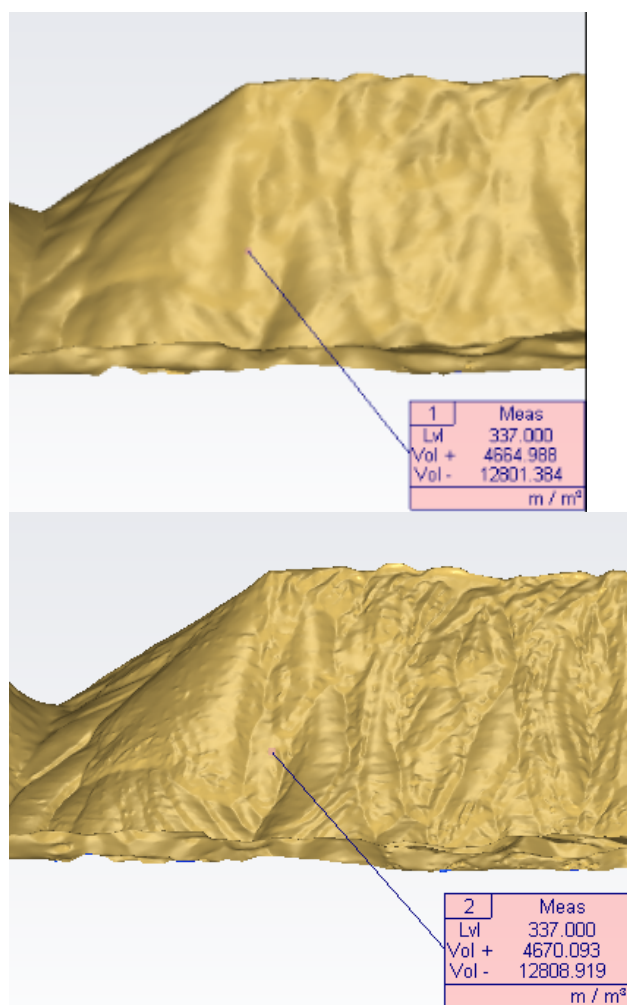 1 Meas
Lvl 337.000
Vol + 4664.988
Vol - 12801.384
m / m³
2 Meas
Lvl 337.000
Vol + 4670.093
Vol - 12808.919
m / m³